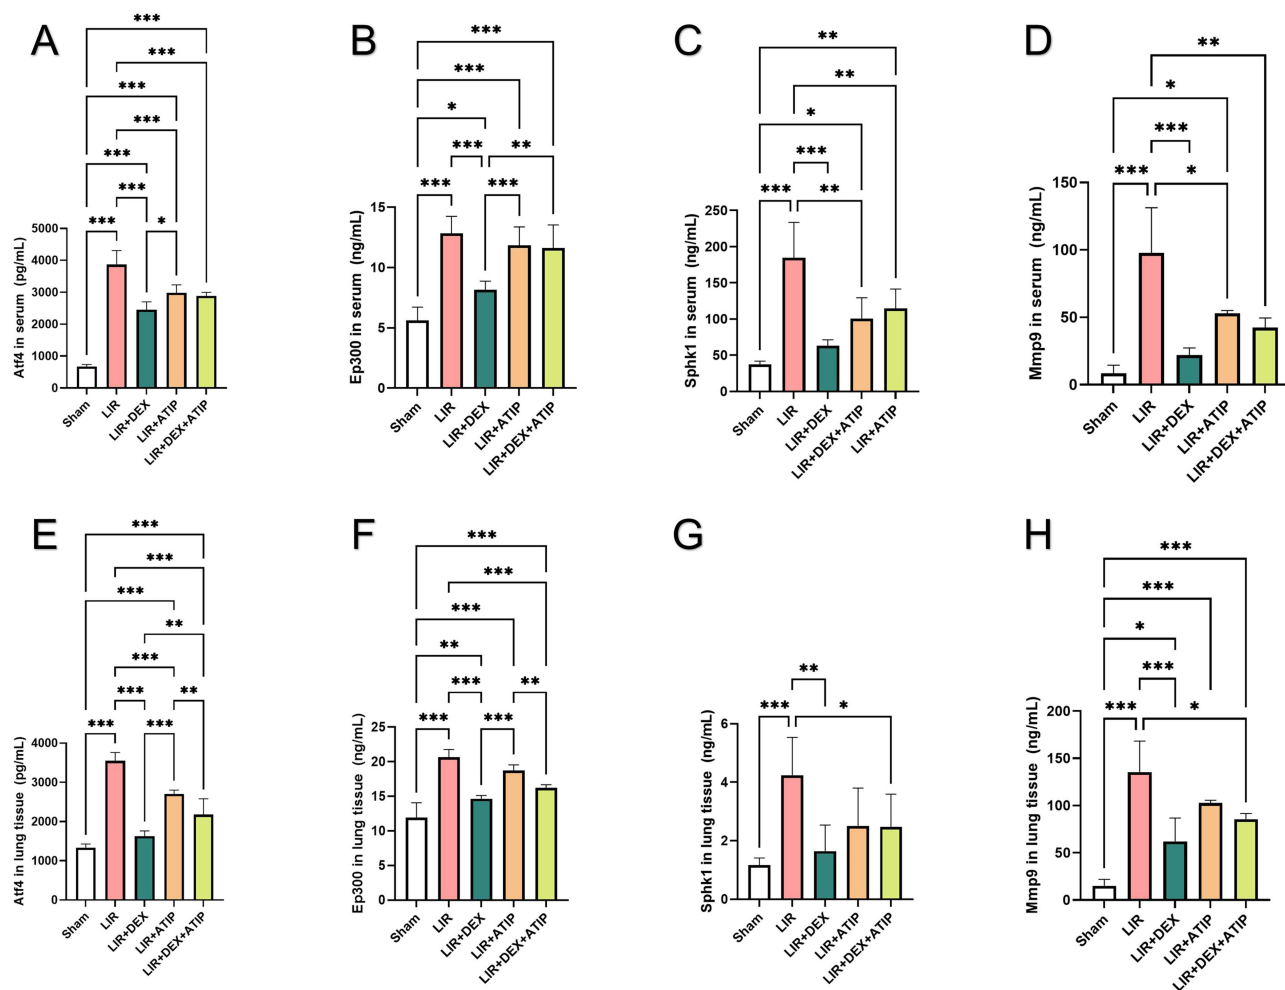 A
***
***
***
***
***
***
***
*
Atf4 in serum (pg/mL)
5000
4000
3000
2000
1000
0
Sham
LIR
LIR+DEX
LIR+ATIP
LIR+DEX+ATIP
B
***
***
*
***
**
***
***
Ep300 in serum (ng/mL)
15
10
5
0
Sham
LIR
LIR+DEX
LIR+ATIP
LIR+DEX+ATIP
C
**
**
*
***
***
**
Sphk1 in serum (ng/mL)
250
200
150
100
50
0
Sham
LIR
LIR+DEX
LIR+DEX+ATIP
LIR+ATIP
D
**
*
***
***
*
Mmp9 in serum (ng/mL)
150
100
50
0
Sham
LIR
LIR+DEX
LIR+ATIP
LIR+DEX+ATIP
E
***
***
***
**
***
***
**
***
***
Atf4 in lung tissue (pg/mL)
4000
3000
2000
1000
0
Sham
LIR
LIR+DEX
LIR+ATIP
LIR+DEX+ATIP
F
***
***
***
**
***
**
***
***
Ep300 in lung tissue (ng/mL)
25
20
15
10
5
0
Sham
LIR
LIR+DEX
LIR+ATIP
LIR+DEX+ATIP
G
**
***
*
Sphk1 in lung tissue (ng/mL)
6
4
2
0
Sham
LIR
LIR+DEX
LIR+ATIP
LIR+DEX+ATIP
H
***
***
*
***
***
*
Mmp9 in lung tissue (ng/mL)
200
150
100
50
0
Sham
LIR
LIR+DEX
LIR+ATIP
LIR+DEX+ATIP